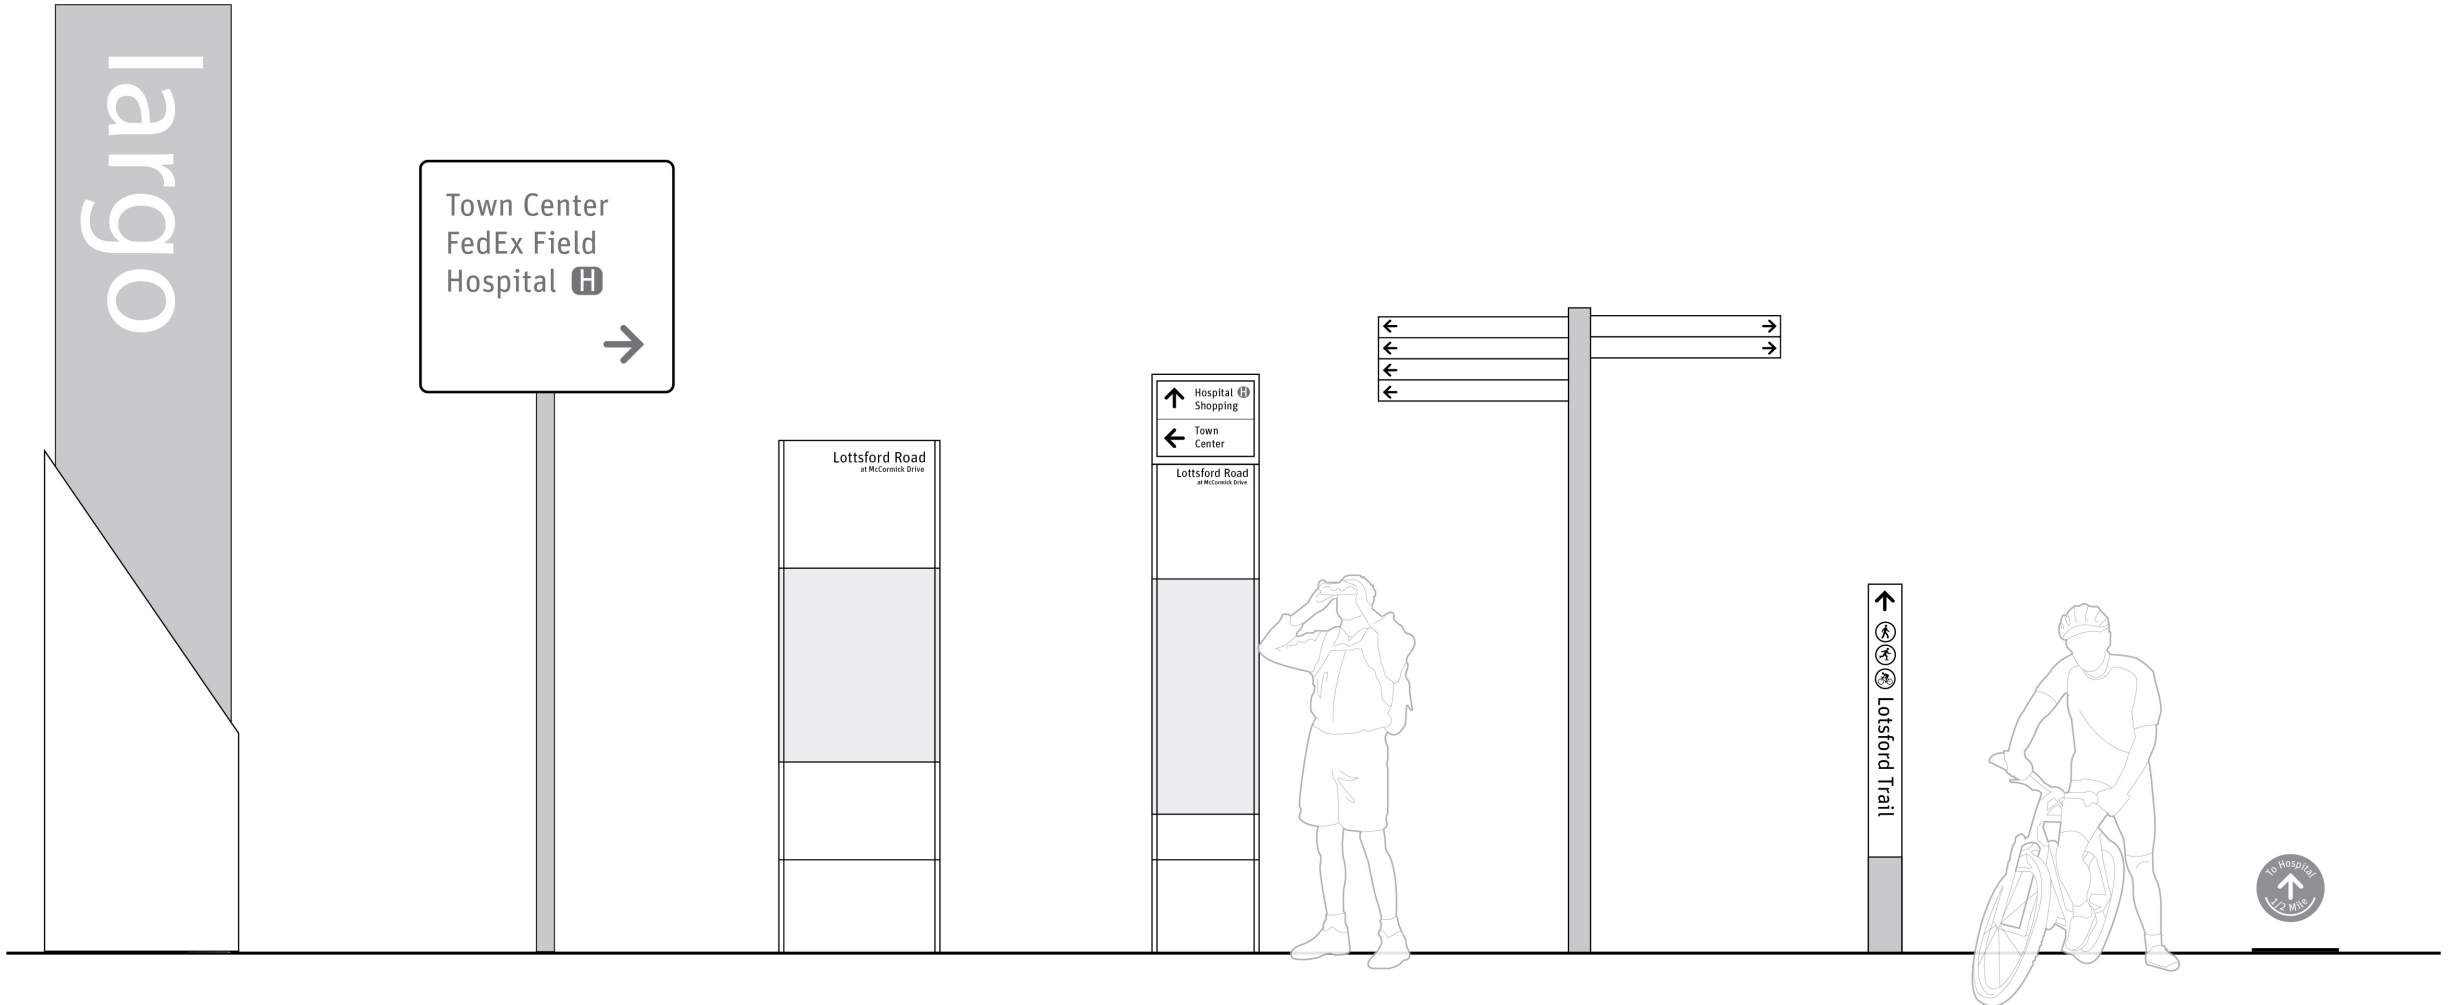 largo
Town Center
FedEx Field
Hospital H
Lottsford Road
at McCormick Drive
Hospital H
Shopping
Town
Center
Lottsford Road
at McCormick Drive
Lotsford Trail
To Hospital
1/2 Mile